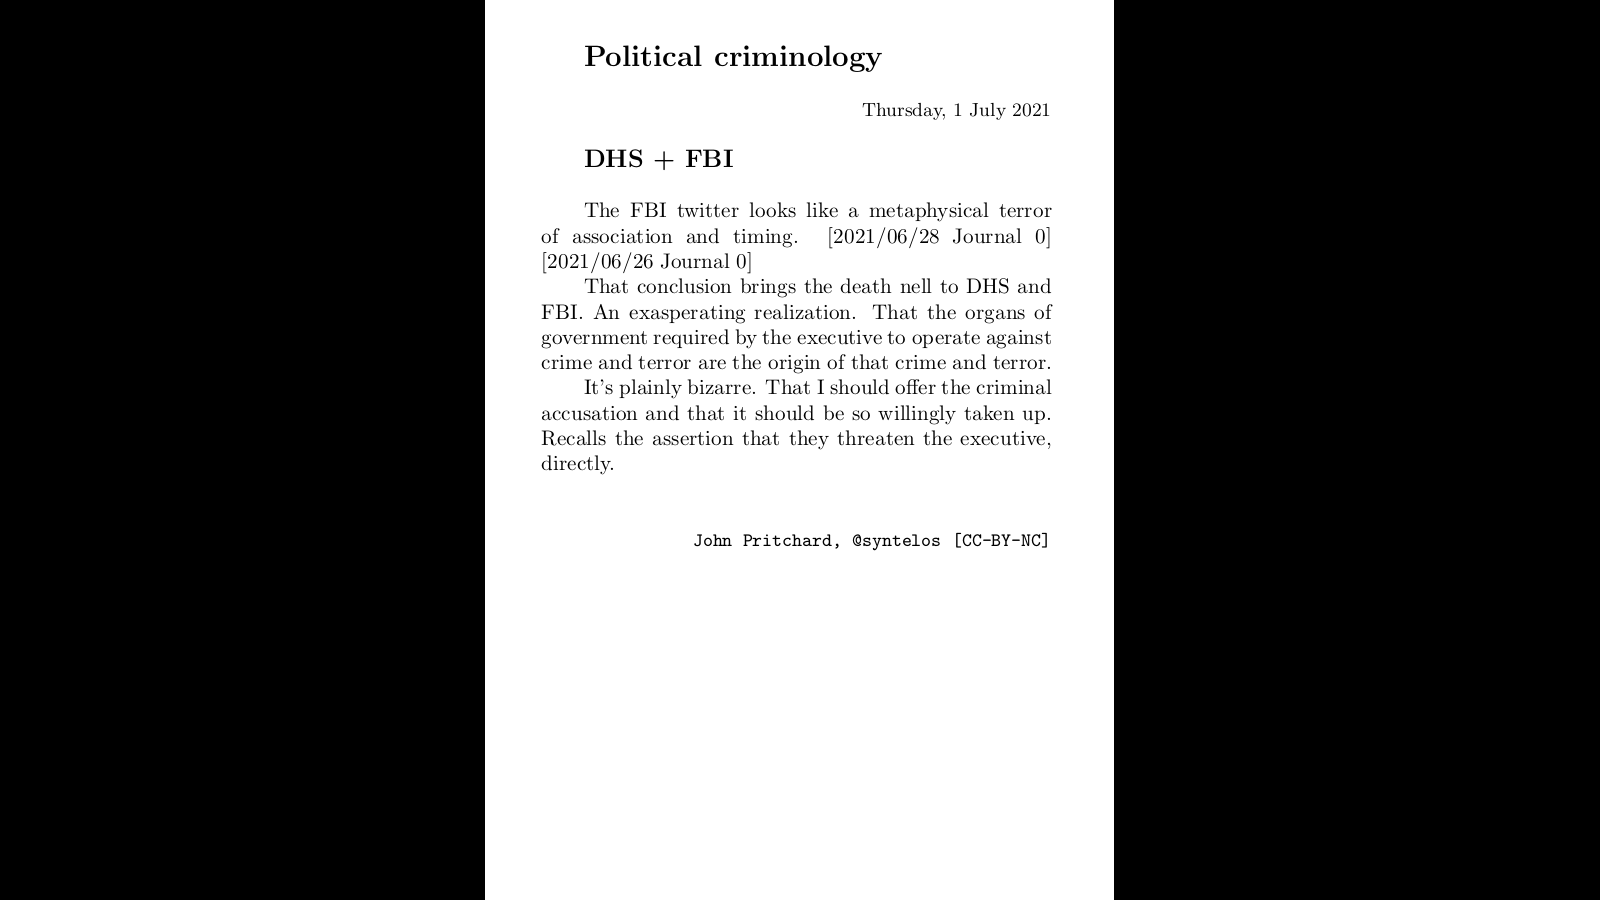 Political criminology
Thursday, 1 July 2021
DHS + FBI
The FBI twitter looks like a metaphysical terror
of association and timing. [2021/06/28 Journal 0]
[2021/06/26 Journal 0]
That conclusion brings the death nell to DHS and
FBI. An exasperating realization. That the organs of
government required by the executive to operate against
crime and terror are the origin of that crime and terror.
It's plainly bizarre. That I should offer the criminal
accusation and that it should be so willingly taken up.
Recalls the assertion that they threaten the executive,
directly.
John Pritchard, @syntelos [CC-BY-NC]